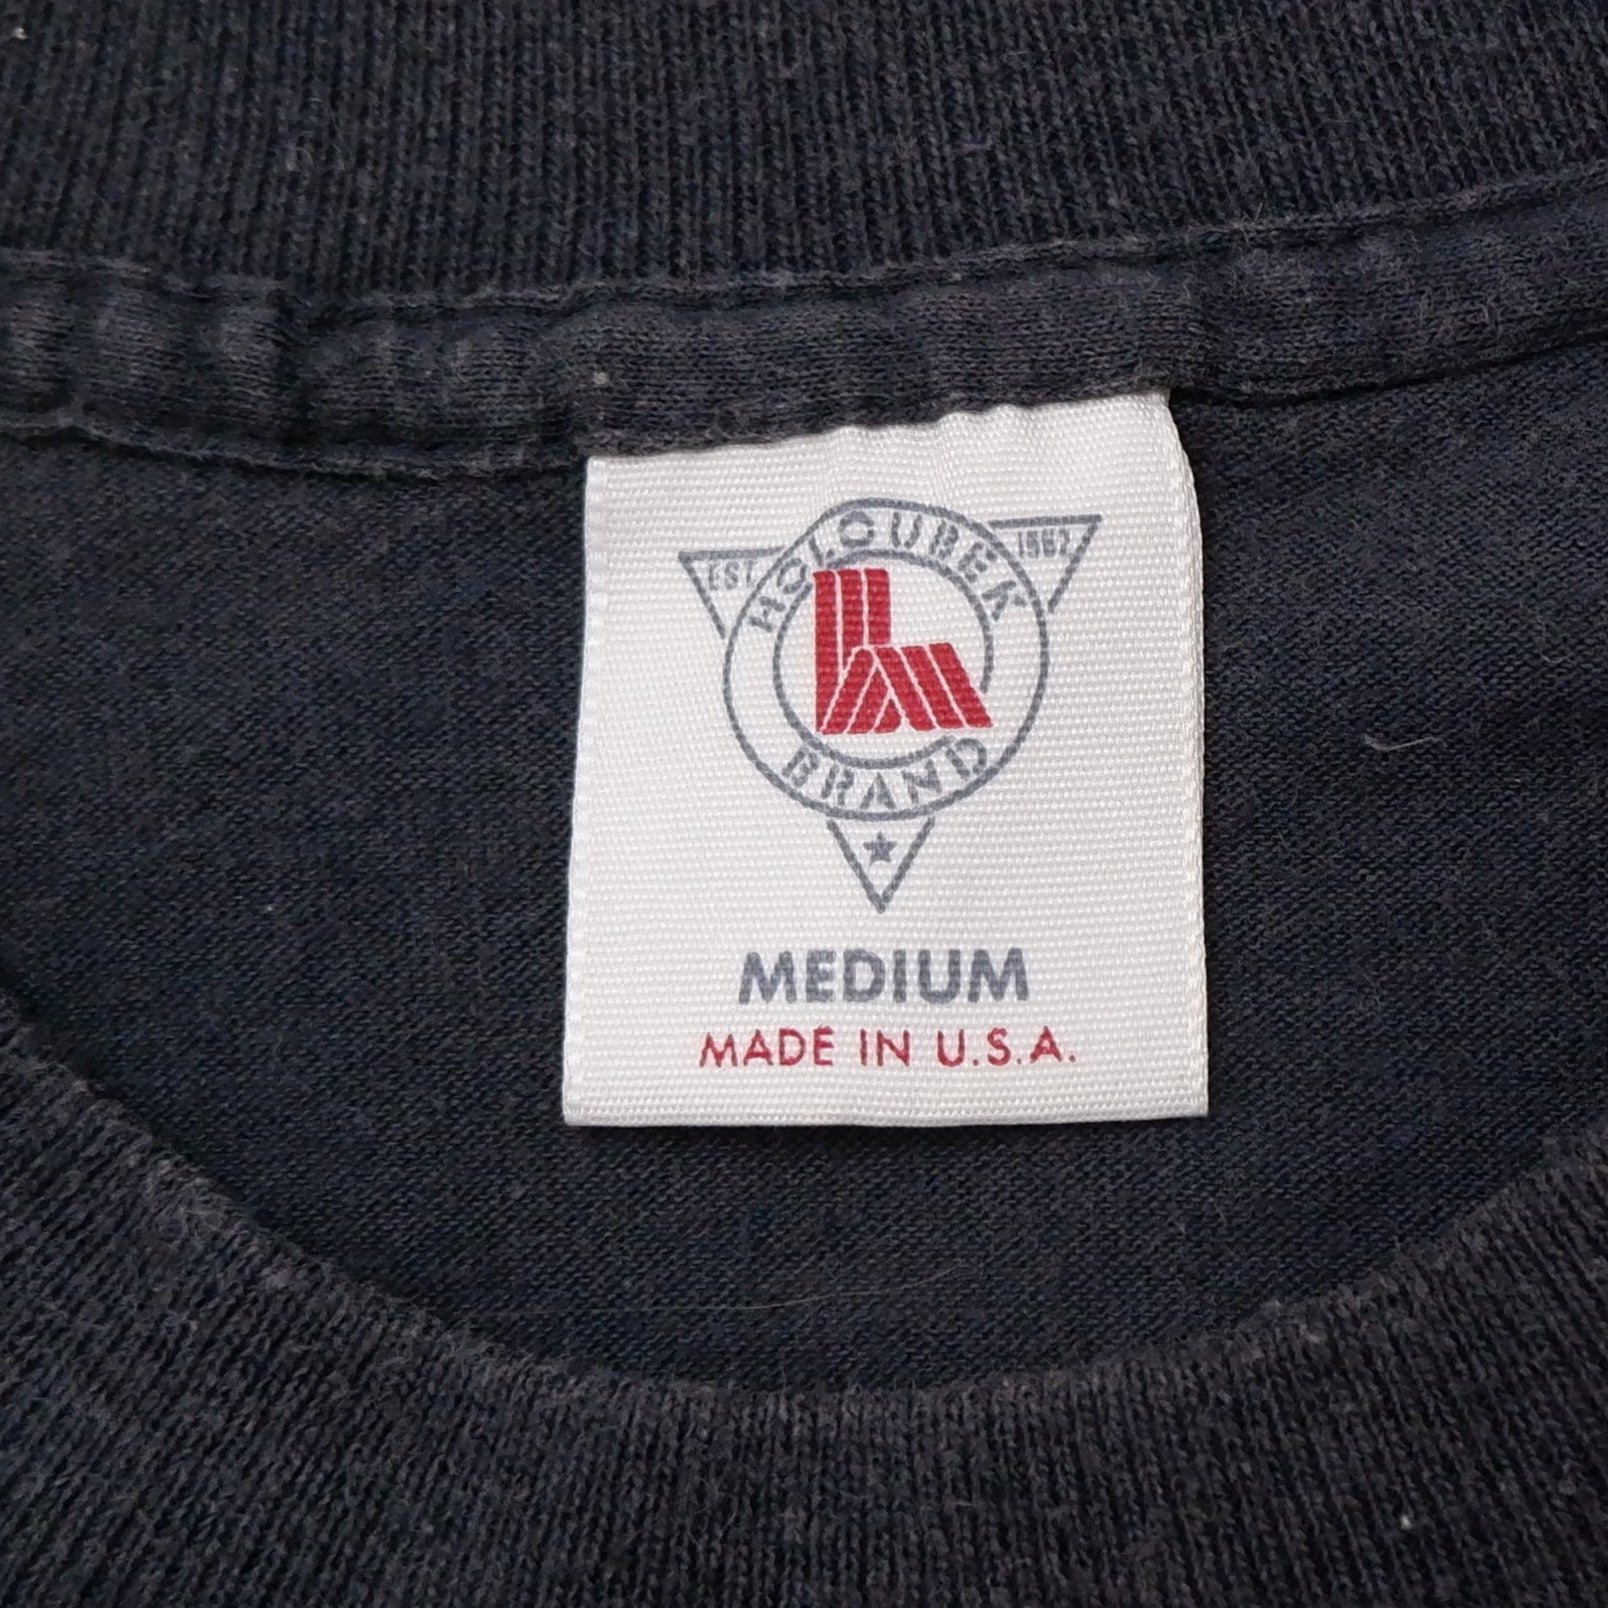 EST. 1962
HOLOUBEK
BRAND
MEDIUM
MADE IN U.S.A.